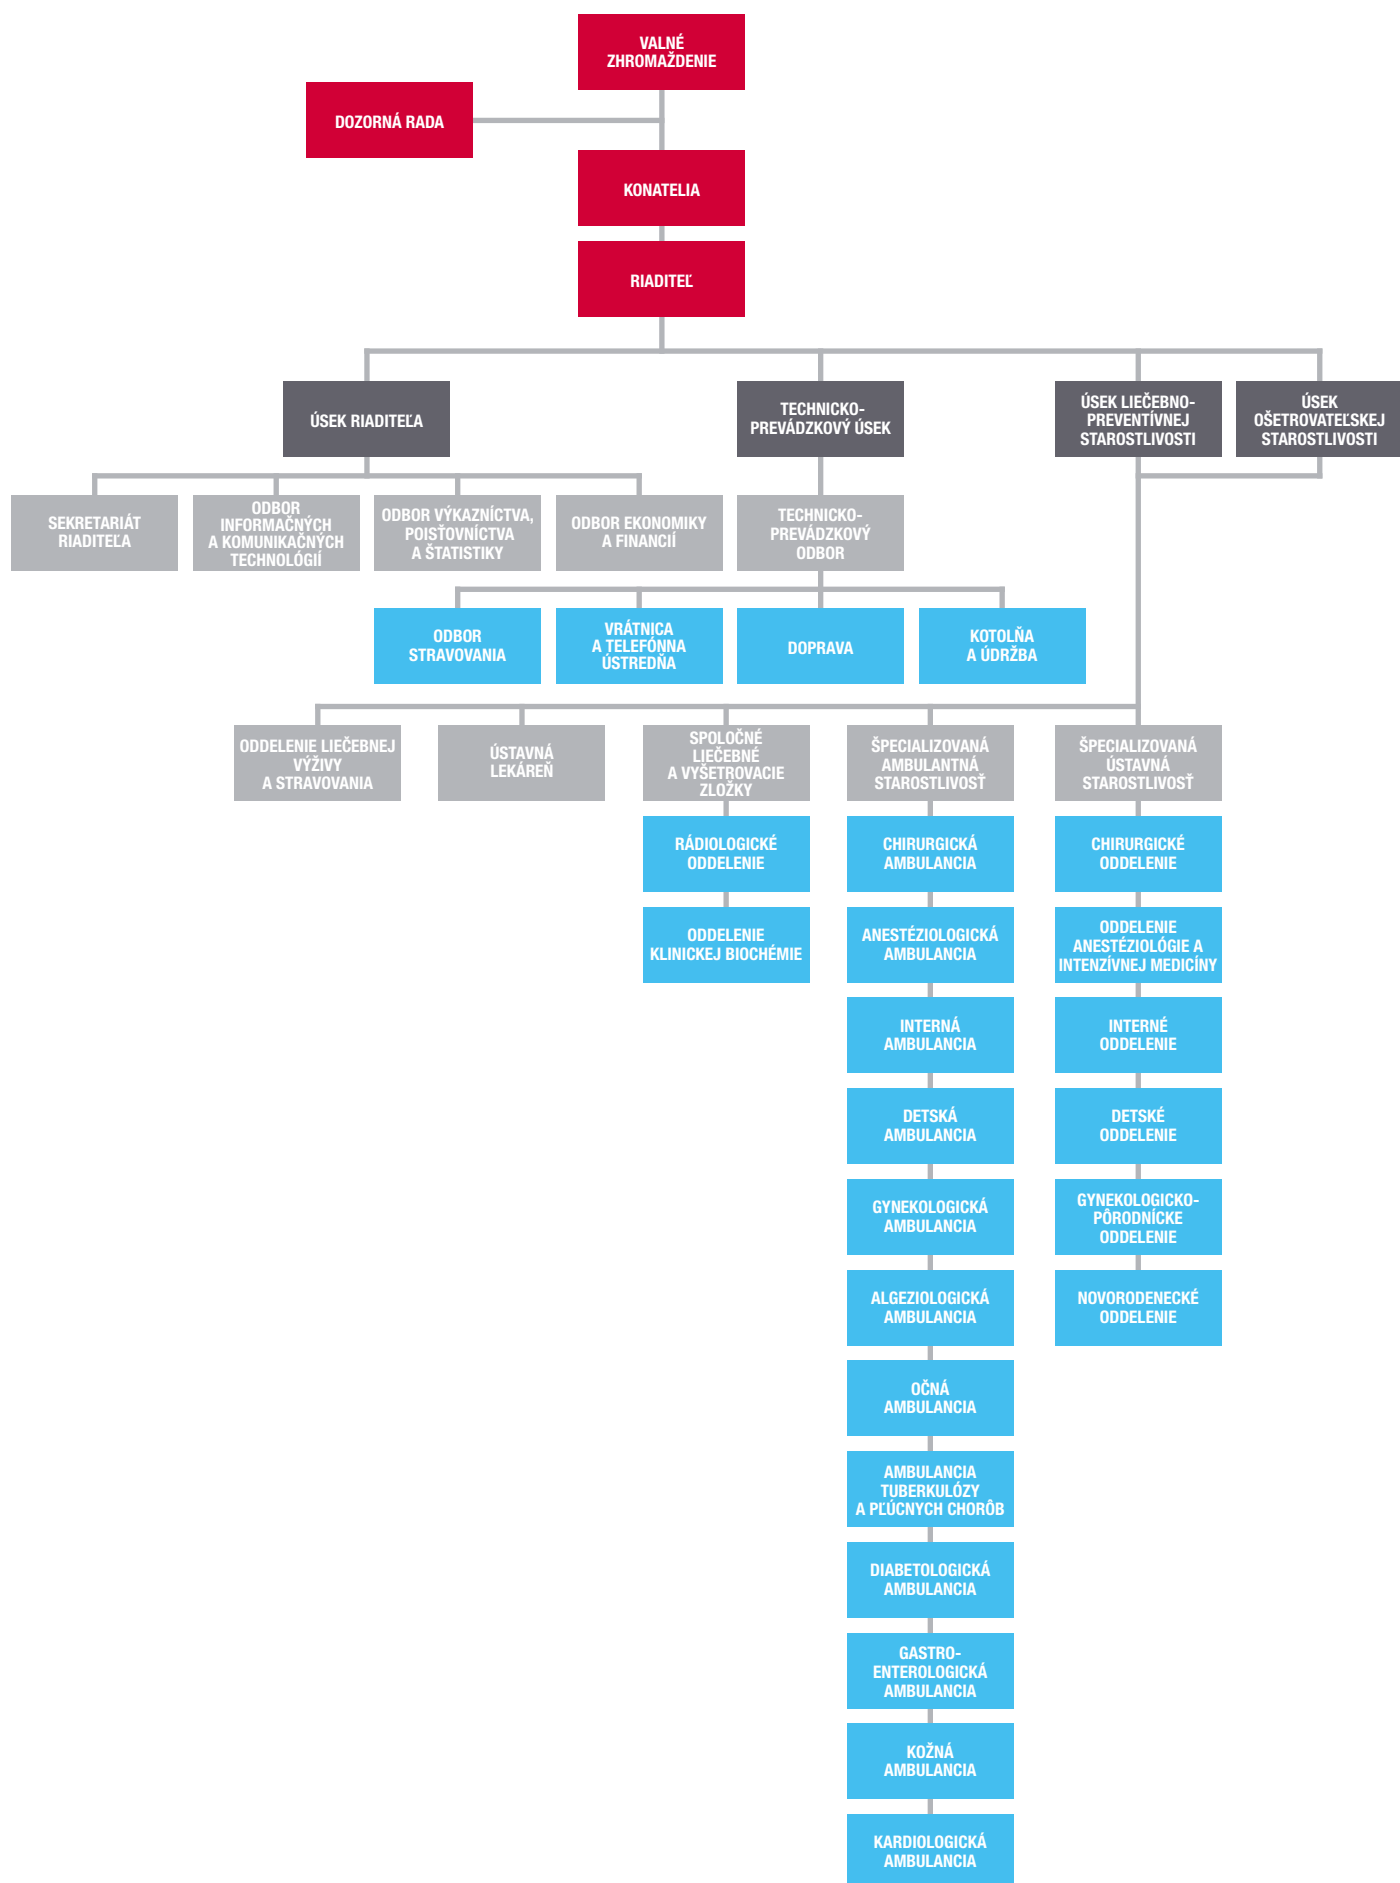 VALNÉ
ZHROMAŽDENIE
DOZORNÁ RADA
KONATELIA
RIADITEĽ
ÚSEK RIADITEĽA
TECHNICKO-
PREVÁDZKOVÝ ÚSEK
ÚSEK LIEČEBNO-
PREVENTÍVNEJ
STAROSTLIVOSTI
ÚSEK
OŠETROVATEĽSKEJ
STAROSTLIVOSTI
SEKRETARIÁT
RIADITEĽA
ODBOR
INFORMAČNÝCH
A KOMUNIKAČNÝCH
TECHNOLÓGIÍ
ODBOR VÝKAZNÍCTVA,
POISŤOVNÍCTVA
A ŠTATISTIKY
ODBOR EKONOMIKY
A FINANCIÍ
TECHNICKO-
PREVÁDZKOVÝ
ODBOR
ODBOR
STRAVOVANIA
VRÁTNICA
A TELEFÓNNA
ÚSTREDŇA
DOPRAVA
KOTOLŇA
A ÚDRŽBA
ODDELENIE LIEČEBNEJ
VÝŽIVY
A STRAVOVANIA
ÚSTAVNÁ
LEKÁREŇ
SPOLOČNÉ
LIEČEBNÉ
A VYŠETROVACIE
ZLOŽKY
ŠPECIALIZOVANÁ
AMBULANTNÁ
STAROSTLIVOSŤ
ŠPECIALIZOVANÁ
ÚSTAVNÁ
STAROSTLIVOSŤ
RÁDIOLOGICKÉ
ODDELENIE
CHIRURGICKÁ
AMBULANCIA
CHIRURGICKÉ
ODDELENIE
ODDELENIE
KLINICKEJ BIOCHÉMIE
ANESTÉZIOLOGICKÁ
AMBULANCIA
ODDELENIE
ANESTÉZIOLÓGIE A
INTENZÍVNEJ MEDICÍNY
INTERNÁ
AMBULANCIA
INTERNÉ
ODDELENIE
DETSKÁ
AMBULANCIA
DETSKÉ
ODDELENIE
GYNEKOLOGICKÁ
AMBULANCIA
GYNEKOLOGICKO-
PÔRODNÍCKE
ODDELENIE
ALGEZIOLOGICKÁ
AMBULANCIA
NOVORODENECKÉ
ODDELENIE
OČNÁ
AMBULANCIA
AMBULANCIA
TUBERKULÓZY
A PĽÚCNYCH CHORÔB
DIABETOLOGICKÁ
AMBULANCIA
GASTRO-
ENTEROLOGICKÁ
AMBULANCIA
KOŽNÁ
AMBULANCIA
KARDIOLOGICKÁ
AMBULANCIA